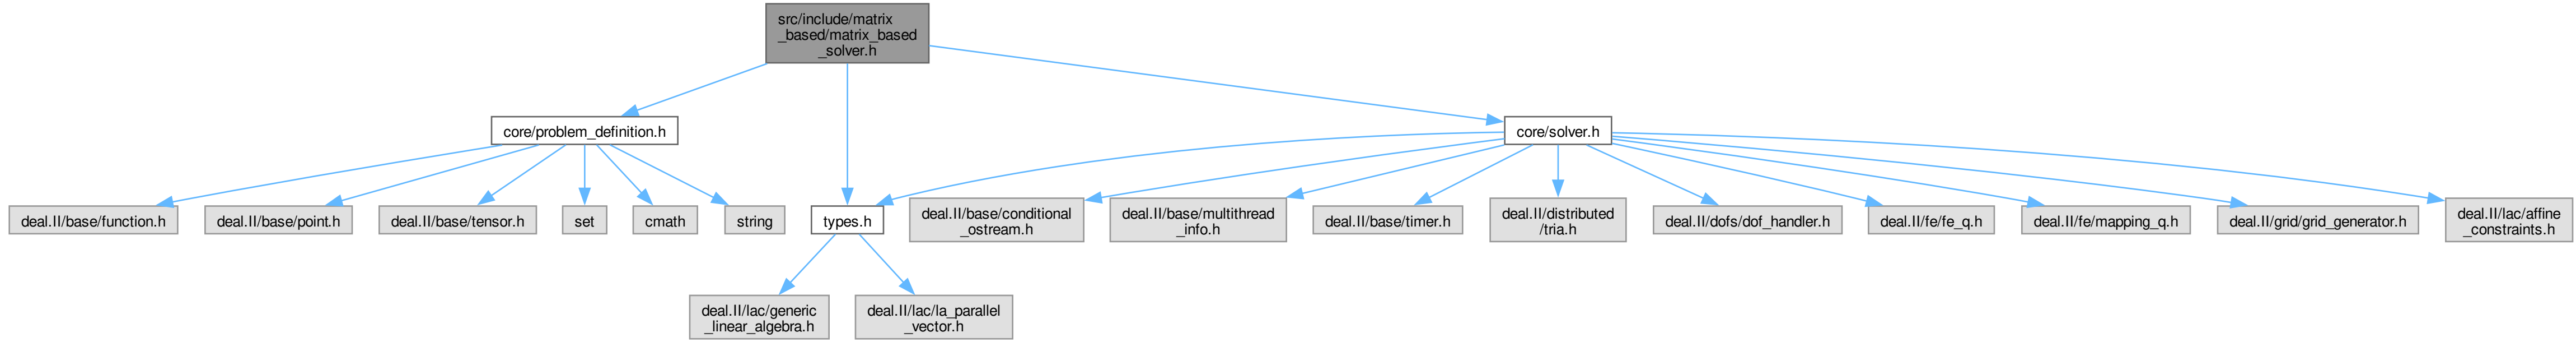 src/include/matrix
_based/matrix_based
_solver.h
core/problem_definition.h
core/solver.h
deal.II/base/function.h
deal.II/base/point.h
deal.II/base/tensor.h
set
cmath
string
types.h
deal.II/base/conditional
_ostream.h
deal.II/base/multithread
_info.h
deal.II/base/timer.h
deal.II/distributed
/tria.h
deal.II/dofs/dof_handler.h
deal.II/fe/fe_q.h
deal.II/fe/mapping_q.h
deal.II/grid/grid_generator.h
deal.II/lac/affine
_constraints.h
deal.II/lac/generic
_linear_algebra.h
deal.II/lac/la_parallel
_vector.h